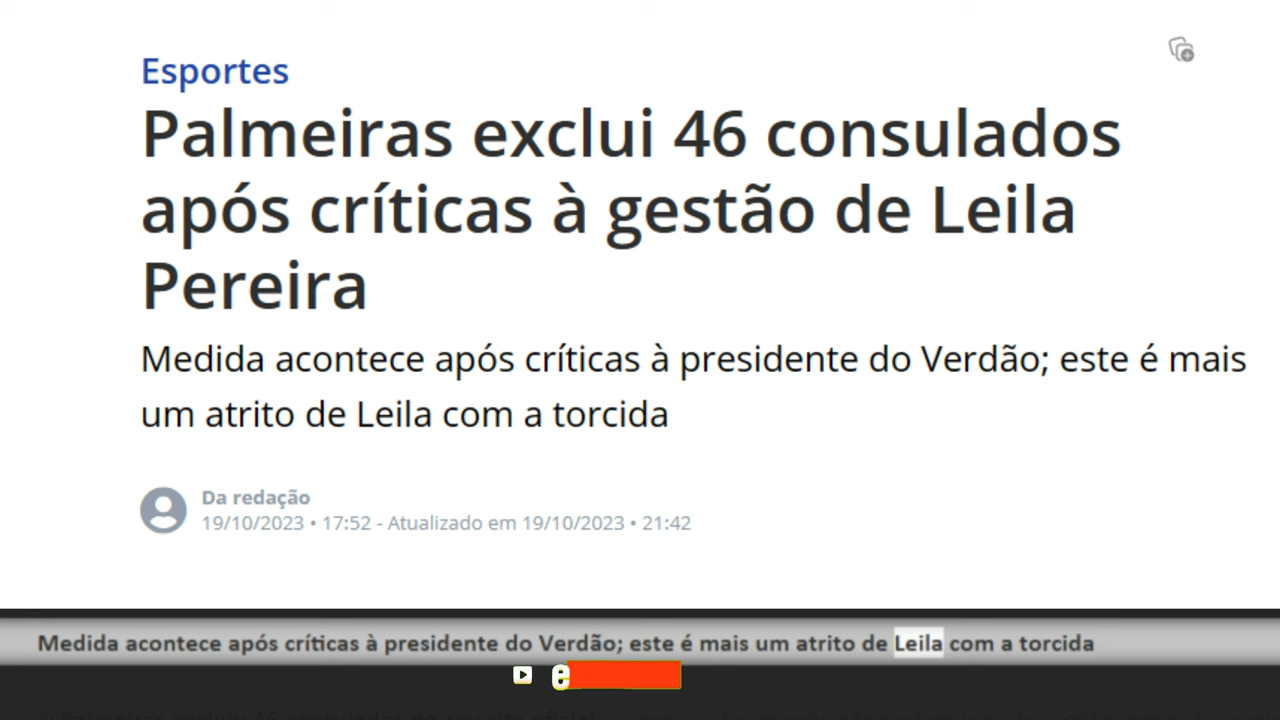 Esportes
Palmeiras exclui 46 consulados
após críticas à gestão de Leila
Pereira
Medida acontece após críticas à presidente do Verdão; este é mais
um atrito de Leila com a torcida
Da redação
19/10/2023 • 17:52 - Atualizado em 19/10/2023 • 21:42
Medida acontece após críticas à presidente do Verdão; este é mais um atrito de Leila com a torcida
e